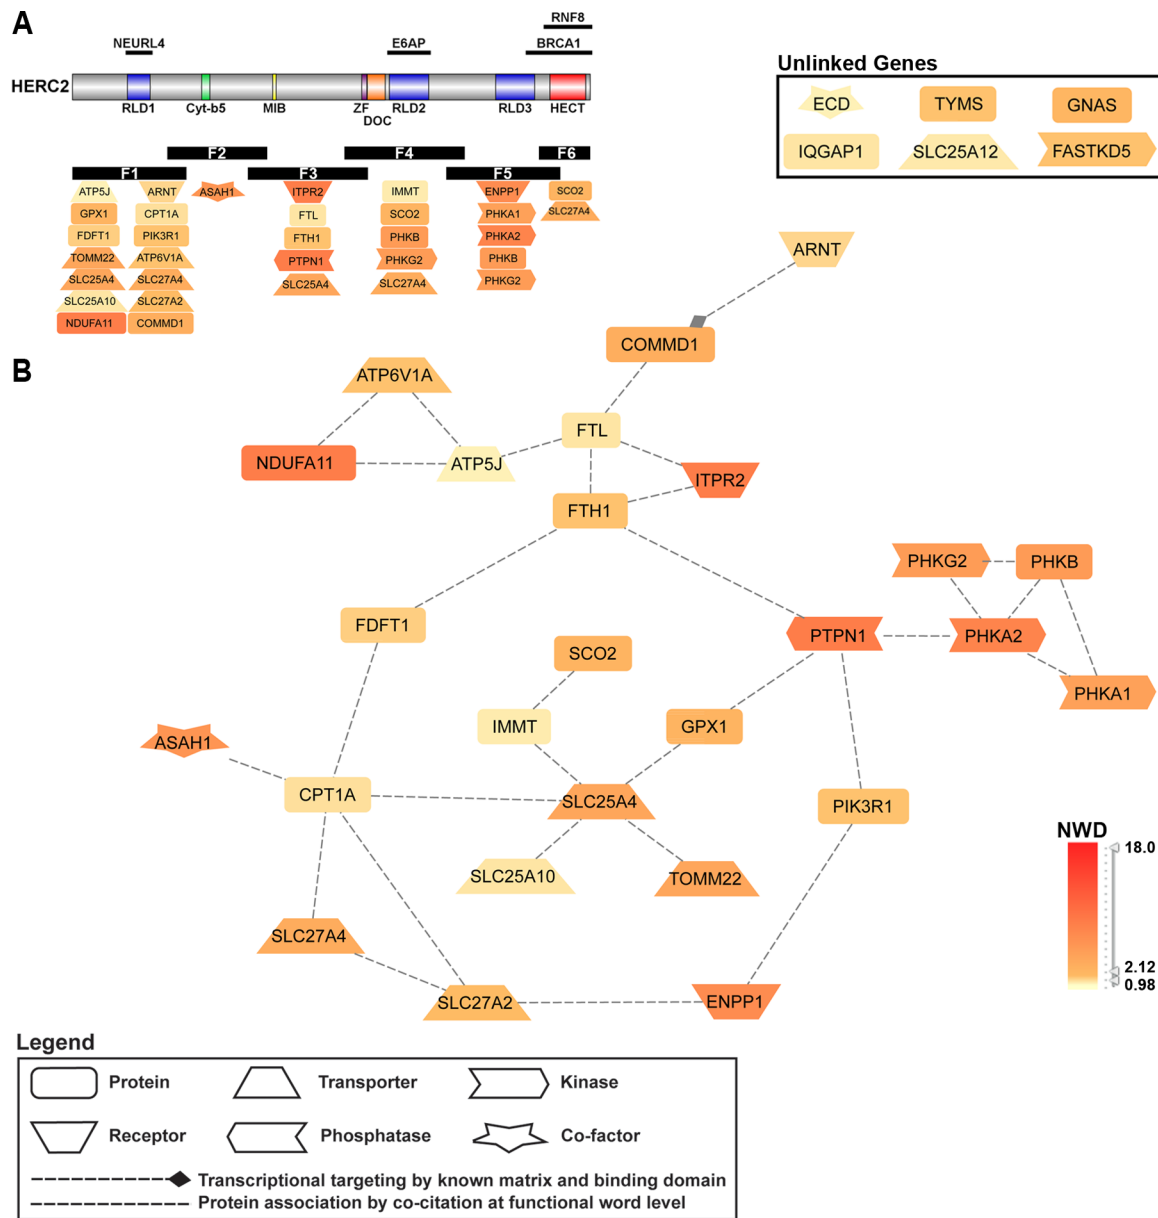 A
RNF8
NEURL4
E6AP
BRCA1
HERC2
RLD1
Cyt-b5
MIB
ZF
DOC
RLD2
RLD3
HECT
F2
F4
F6
F1
F3
F5
ATP5J
ARNT
ASAH1
ITPR2
IMMT
ENPP1
SCO2
GPX1
CPT1A
FTL
SCO2
PHKA1
SLC27A4
FDFT1
PIK3R1
FTH1
PHKB
PHKA2
TOMM22
ATP6V1A
PTPN1
PHKG2
PHKB
SLC25A4
SLC27A4
SLC25A4
SLC27A4
PHKG2
SLC25A10
SLC27A2
NDUFA11
COMMD1
Unlinked Genes
ECD
TYMS
GNAS
IQGAP1
SLC25A12
FASTKD5
B
ARNT
COMMD1
ATP6V1A
FTL
NDUFA11
ATP5J
ITPR2
FTH1
PHKG2
PHKB
FDFT1
PTPN1
PHKA2
SCO2
PHKA1
IMMT
GPX1
ASAH1
CPT1A
SLC25A4
PIK3R1
SLC25A10
TOMM22
SLC27A4
SLC27A2
ENPP1
NWD
18.0
2.12
0.98
Legend
Protein
Transporter
Kinase
Receptor
Phosphatase
Co-factor
Transcriptional targeting by known matrix and binding domain
Protein association by co-citation at functional word level